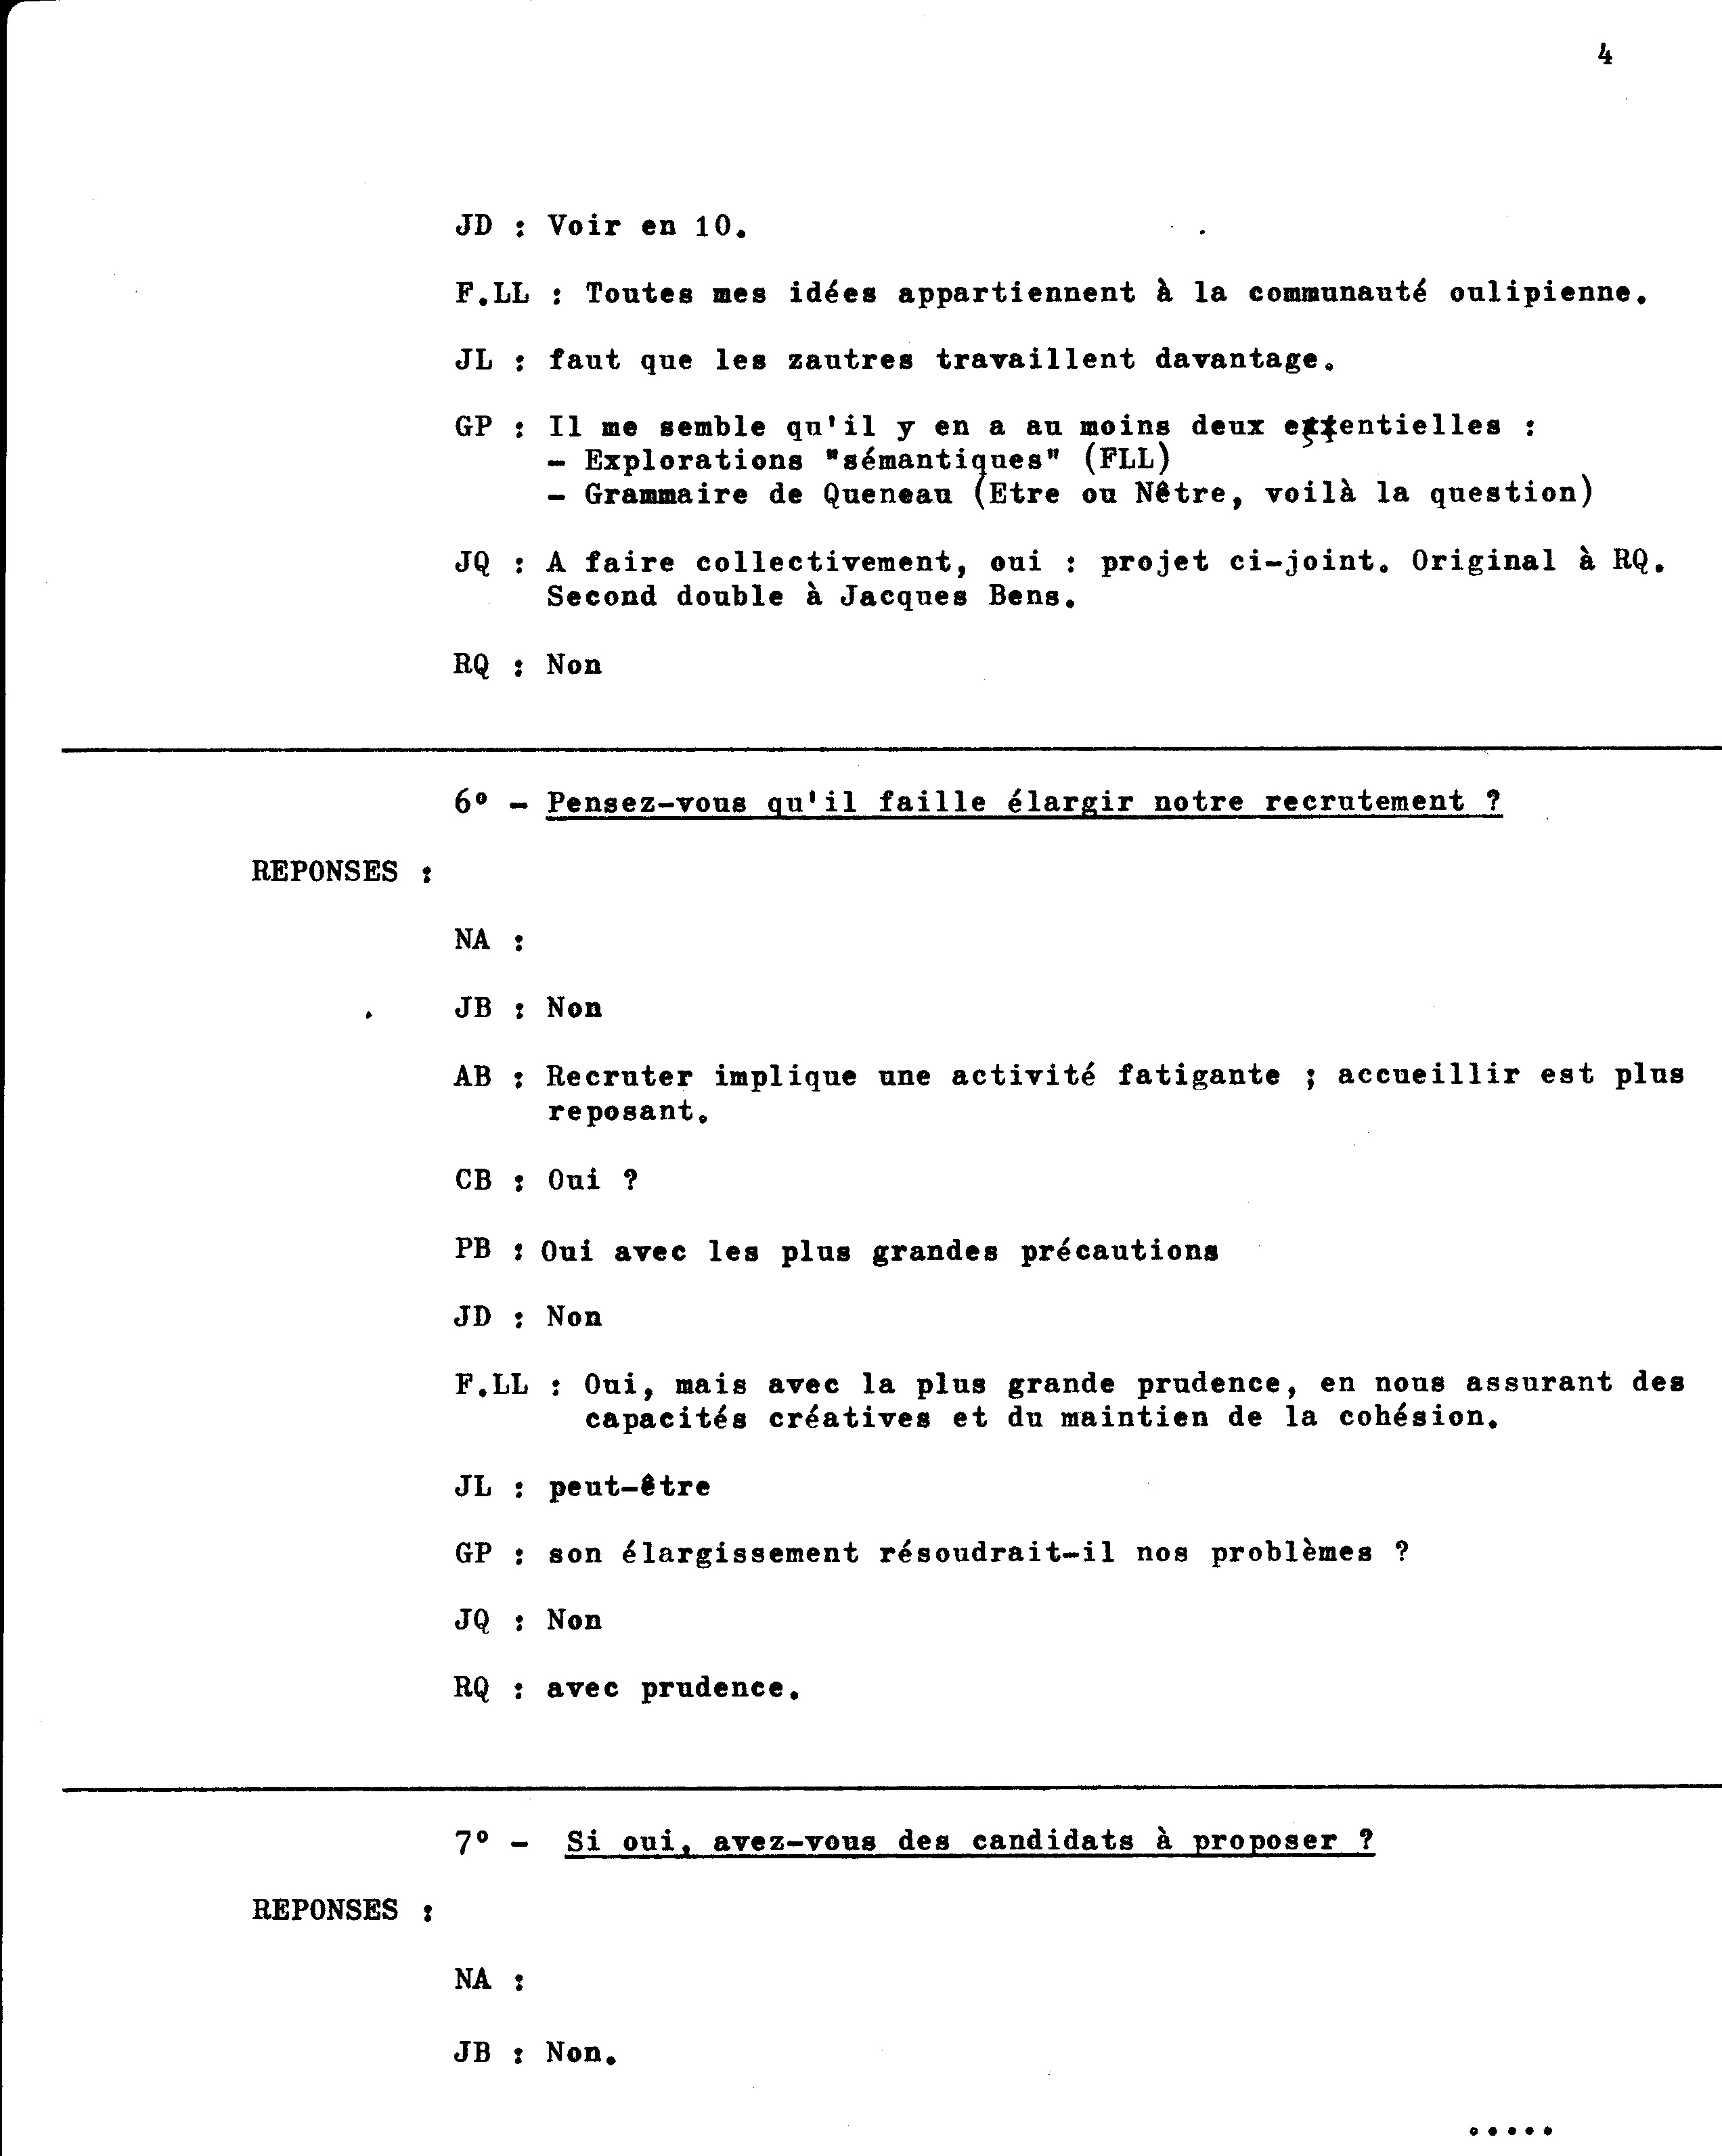 4
JD : Voir en 10.
F.LL : Toutes mes idées appartiennent à la communauté oulipienne.
JL : faut que les zautres travaillent davantage.
GP : Il me semble qu'il y en a au moins deux essentielles :
- Explorations "sémantiques" (FLL)
- Grammaire de Queneau (Etre ou Nêtre, voilà la question)
JQ : A faire collectivement, oui : projet ci-joint. Original à RQ.
Second double à Jacques Bens.
RQ : Non
6° - Pensez-vous qu'il faille élargir notre recrutement ?
REPONSES :
NA :
JB : Non
AB : Recruter implique une activité fatigante ; accueillir est plus
reposant.
CB : Oui ?
PB : Oui avec les plus grandes précautions
JD : Non
F.LL : Oui, mais avec la plus grande prudence, en nous assurant des
capacités créatives et du maintien de la cohésion.
JL : peut-être
GP : son élargissement résoudrait-il nos problèmes ?
JQ : Non
RQ : avec prudence.
7° - Si oui, avez-vous des candidats à proposer ?
REPONSES :
NA :
JB : Non.
.....